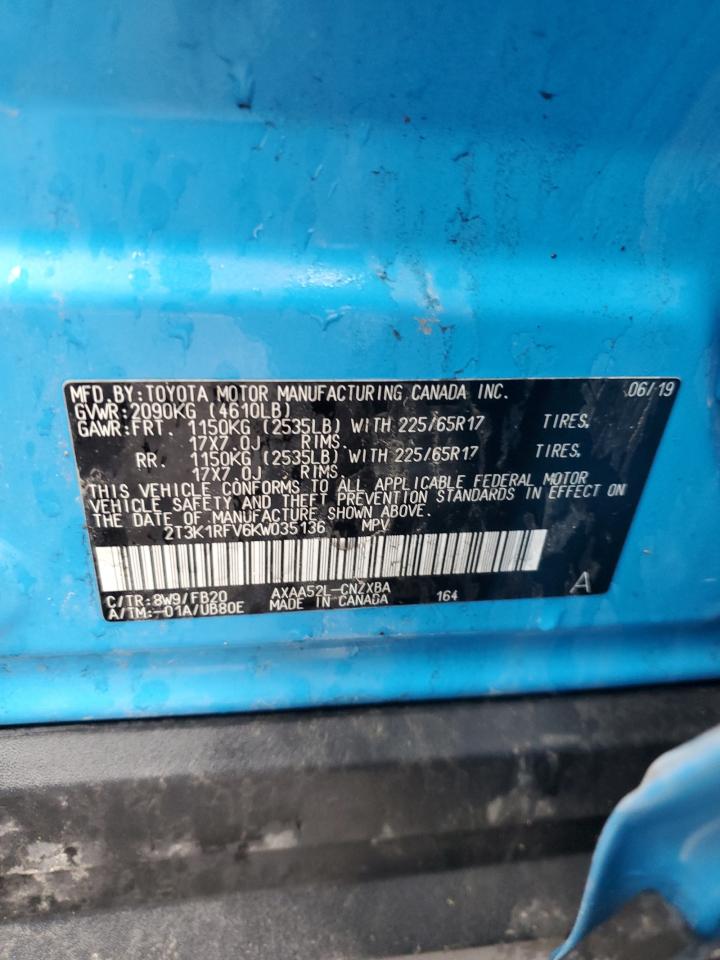 MFD.BY:TOYOTA MOTOR MANUFACTURING CANADA INC. 06/19
GVWR:2090KG (4610LB)
GAWR:FRT. 1150KG (2535LB) WITH 225/65R17 TIRES,
17X7.0J RIMS.
RR. 1150KG (2535LB) WITH 225/65R17 TIRES,
17X7.0J RIMS.
THIS VEHICLE CONFORMS TO ALL APPLICABLE FEDERAL MOTOR
VEHICLE SAFETY AND THEFT PREVENTION STANDARDS IN EFFECT ON
THE DATE OF MANUFACTURE SHOWN ABOVE.
2T3K1RFV6KW035136 MPV
C/TR:8W9/FB20 AXAA52L-CNZXBA 164 A
A/TM:-01A/UB80E MADE IN CANADA